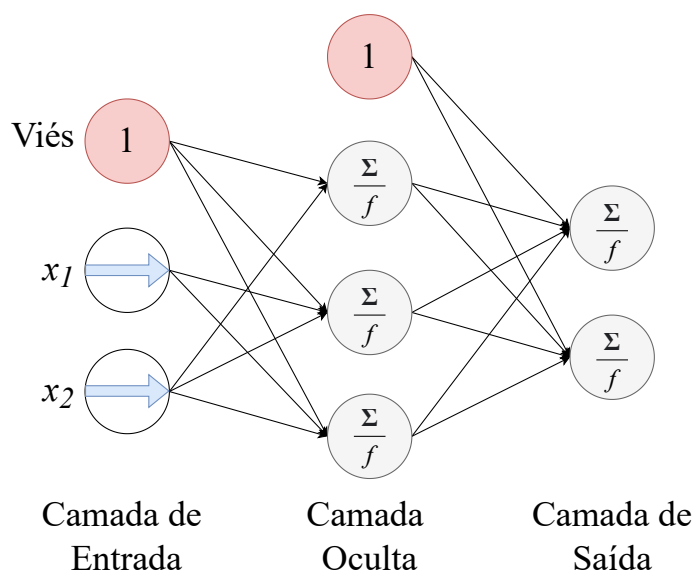 1
Viés
1
Σ
f
Σ
f
x1
Σ
f
Σ
f
x2
Σ
f
Camada de
Entrada
Camada
Oculta
Camada de
Saída